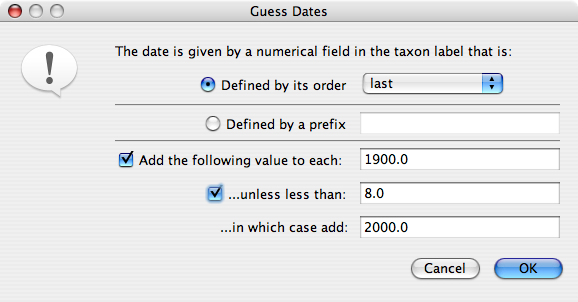 Guess Dates
The date is given by a numerical field in the taxon label that is:
Defined by its order last
Defined by a prefix
Add the following value to each: 1900.0
...unless less than: 8.0
...in which case add: 2000.0
Cancel OK